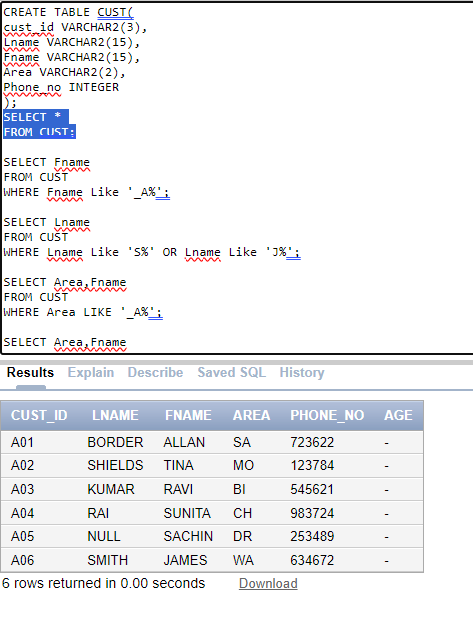 CREATE TABLE CUST(
cust_id VARCHAR2(3),
Lname VARCHAR2(15),
Fname VARCHAR2(15),
Area VARCHAR2(2),
Phone_no INTEGER
);
SELECT *
FROM CUST;
SELECT Fname
FROM CUST
WHERE Fname Like '_A%';
SELECT Lname
FROM CUST
WHERE Lname Like 'S%' OR Lname Like 'J%';
SELECT Area,Fname
FROM CUST
WHERE Area LIKE '_A%';
SELECT Area,Fname
Results Explain Describe Saved SQL History
CUST_ID LNAME FNAME AREA PHONE_NO AGE
A01 BORDER ALLAN SA 723622 -
A02 SHIELDS TINA MO 123784 -
A03 KUMAR RAVI BI 545621 -
A04 RAI SUNITA CH 983724 -
A05 NULL SACHIN DR 253489 -
A06 SMITH JAMES WA 634672 -
6 rows returned in 0.00 seconds Download